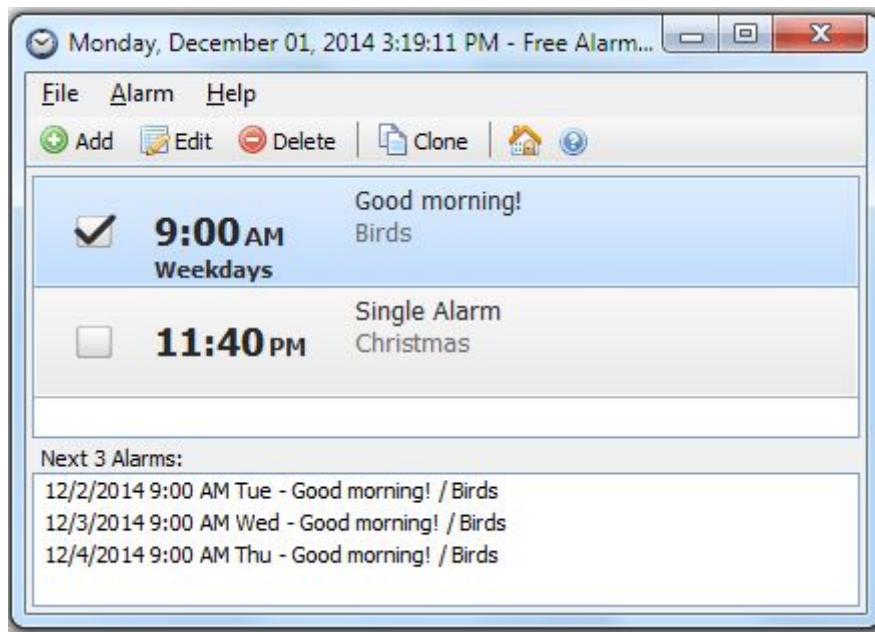 Monday, December 01, 2014 3:19:11 PM - Free Alarm...
File Alarm Help
Add Edit Delete Clone
9:00 AM
Weekdays
Good morning!
Birds
11:40 PM
Single Alarm
Christmas
Next 3 Alarms:
12/2/2014 9:00 AM Tue - Good morning! / Birds
12/3/2014 9:00 AM Wed - Good morning! / Birds
12/4/2014 9:00 AM Thu - Good morning! / Birds